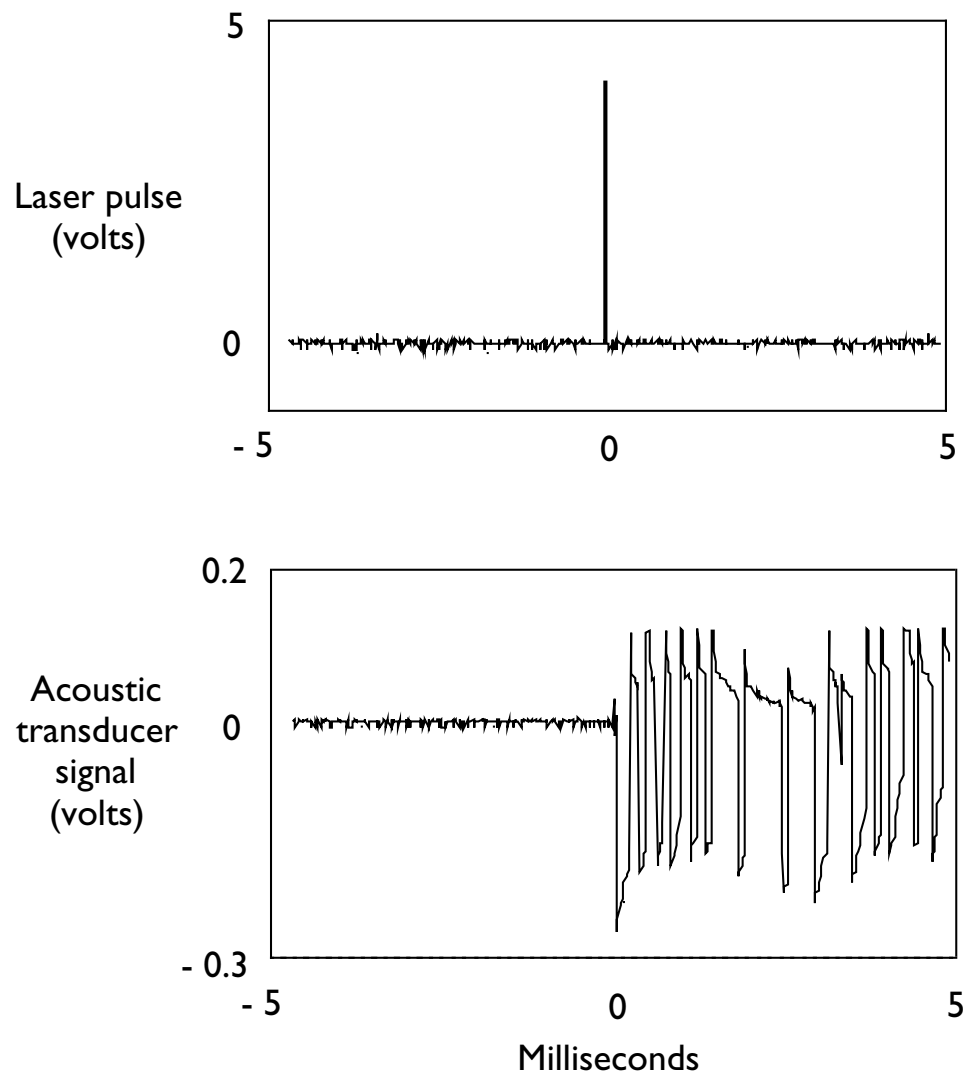 5
Laser pulse
(volts)
0
- 5 0 5
0.2
Acoustic
transducer
signal
(volts)
0
- 0.3
- 5 0 5
Milliseconds